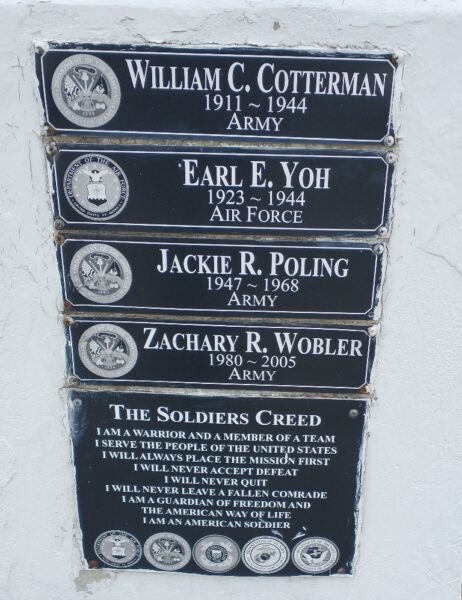 WILLIAM C. COTTERMAN
1911 ~ 1944
ARMY
EARL E. YOH
1923 ~ 1944
AIR FORCE
JACKIE R. POLING
1947 ~ 1968
ARMY
ZACHARY R. WOBLER
1980 ~ 2005
ARMY
THE SOLDIERS CREED
I AM A WARRIOR AND A MEMBER OF A TEAM
I SERVE THE PEOPLE OF THE UNITED STATES
I WILL ALWAYS PLACE THE MISSION FIRST
I WILL NEVER ACCEPT DEFEAT
I WILL NEVER QUIT
I WILL NEVER LEAVE A FALLEN COMRADE
I AM A GUARDIAN OF FREEDOM AND
THE AMERICAN WAY OF LIFE
I AM AN AMERICAN SOLDIER